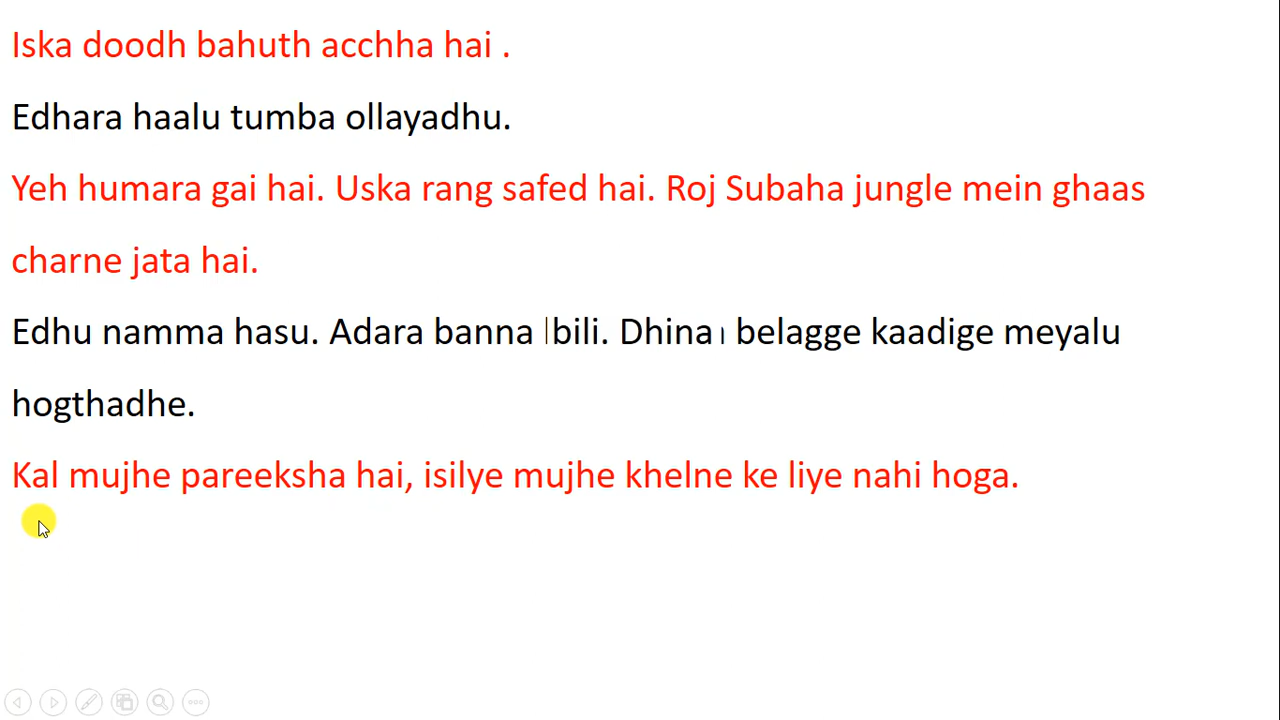 Iska doodh bahuth acchha hai .
Edhara haalu tumba ollayadhu.
Yeh humara gai hai. Uska rang safed hai. Roj Subaha jungle mein ghaas
charne jata hai.
Edhu namma hasu. Adara banna bili. Dhina belagge kaadige meyalu
hogthadhe.
Kal mujhe pareeksha hai, isilye mujhe khelne ke liye nahi hoga.